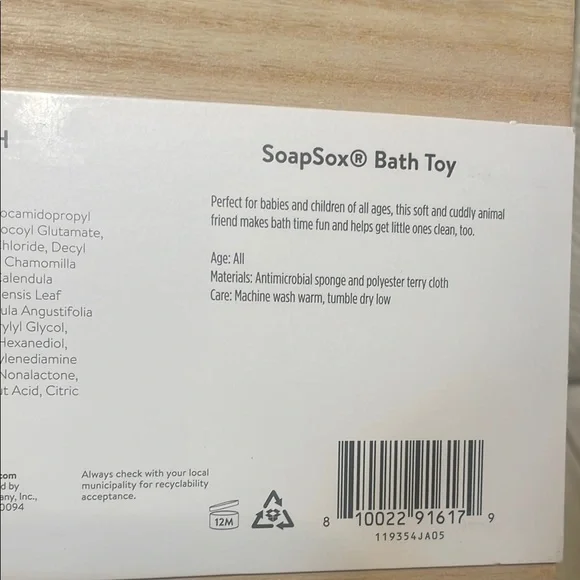 SoapSox® Bath Toy
Perfect for babies and children of all ages, this soft and cuddly animal
friend makes bath time fun and helps get little ones clean, too.
Age: All
Materials: Antimicrobial sponge and polyester terry cloth
Care: Machine wash warm, tumble dry low
H
ocamidopropyl
ocoyl Glutamate,
hloride, Decyl
Chamomilla
alendula
ensis Leaf
ula Angustifolia
ylyl Glycol,
Hexanediol,
ylenediamine
Nonalactone,
t Acid, Citric
com
d by
any, Inc.,
0094
Always check with your local
municipality for recyclability
acceptance.
12M
8 10022 91617 9
119354JA05